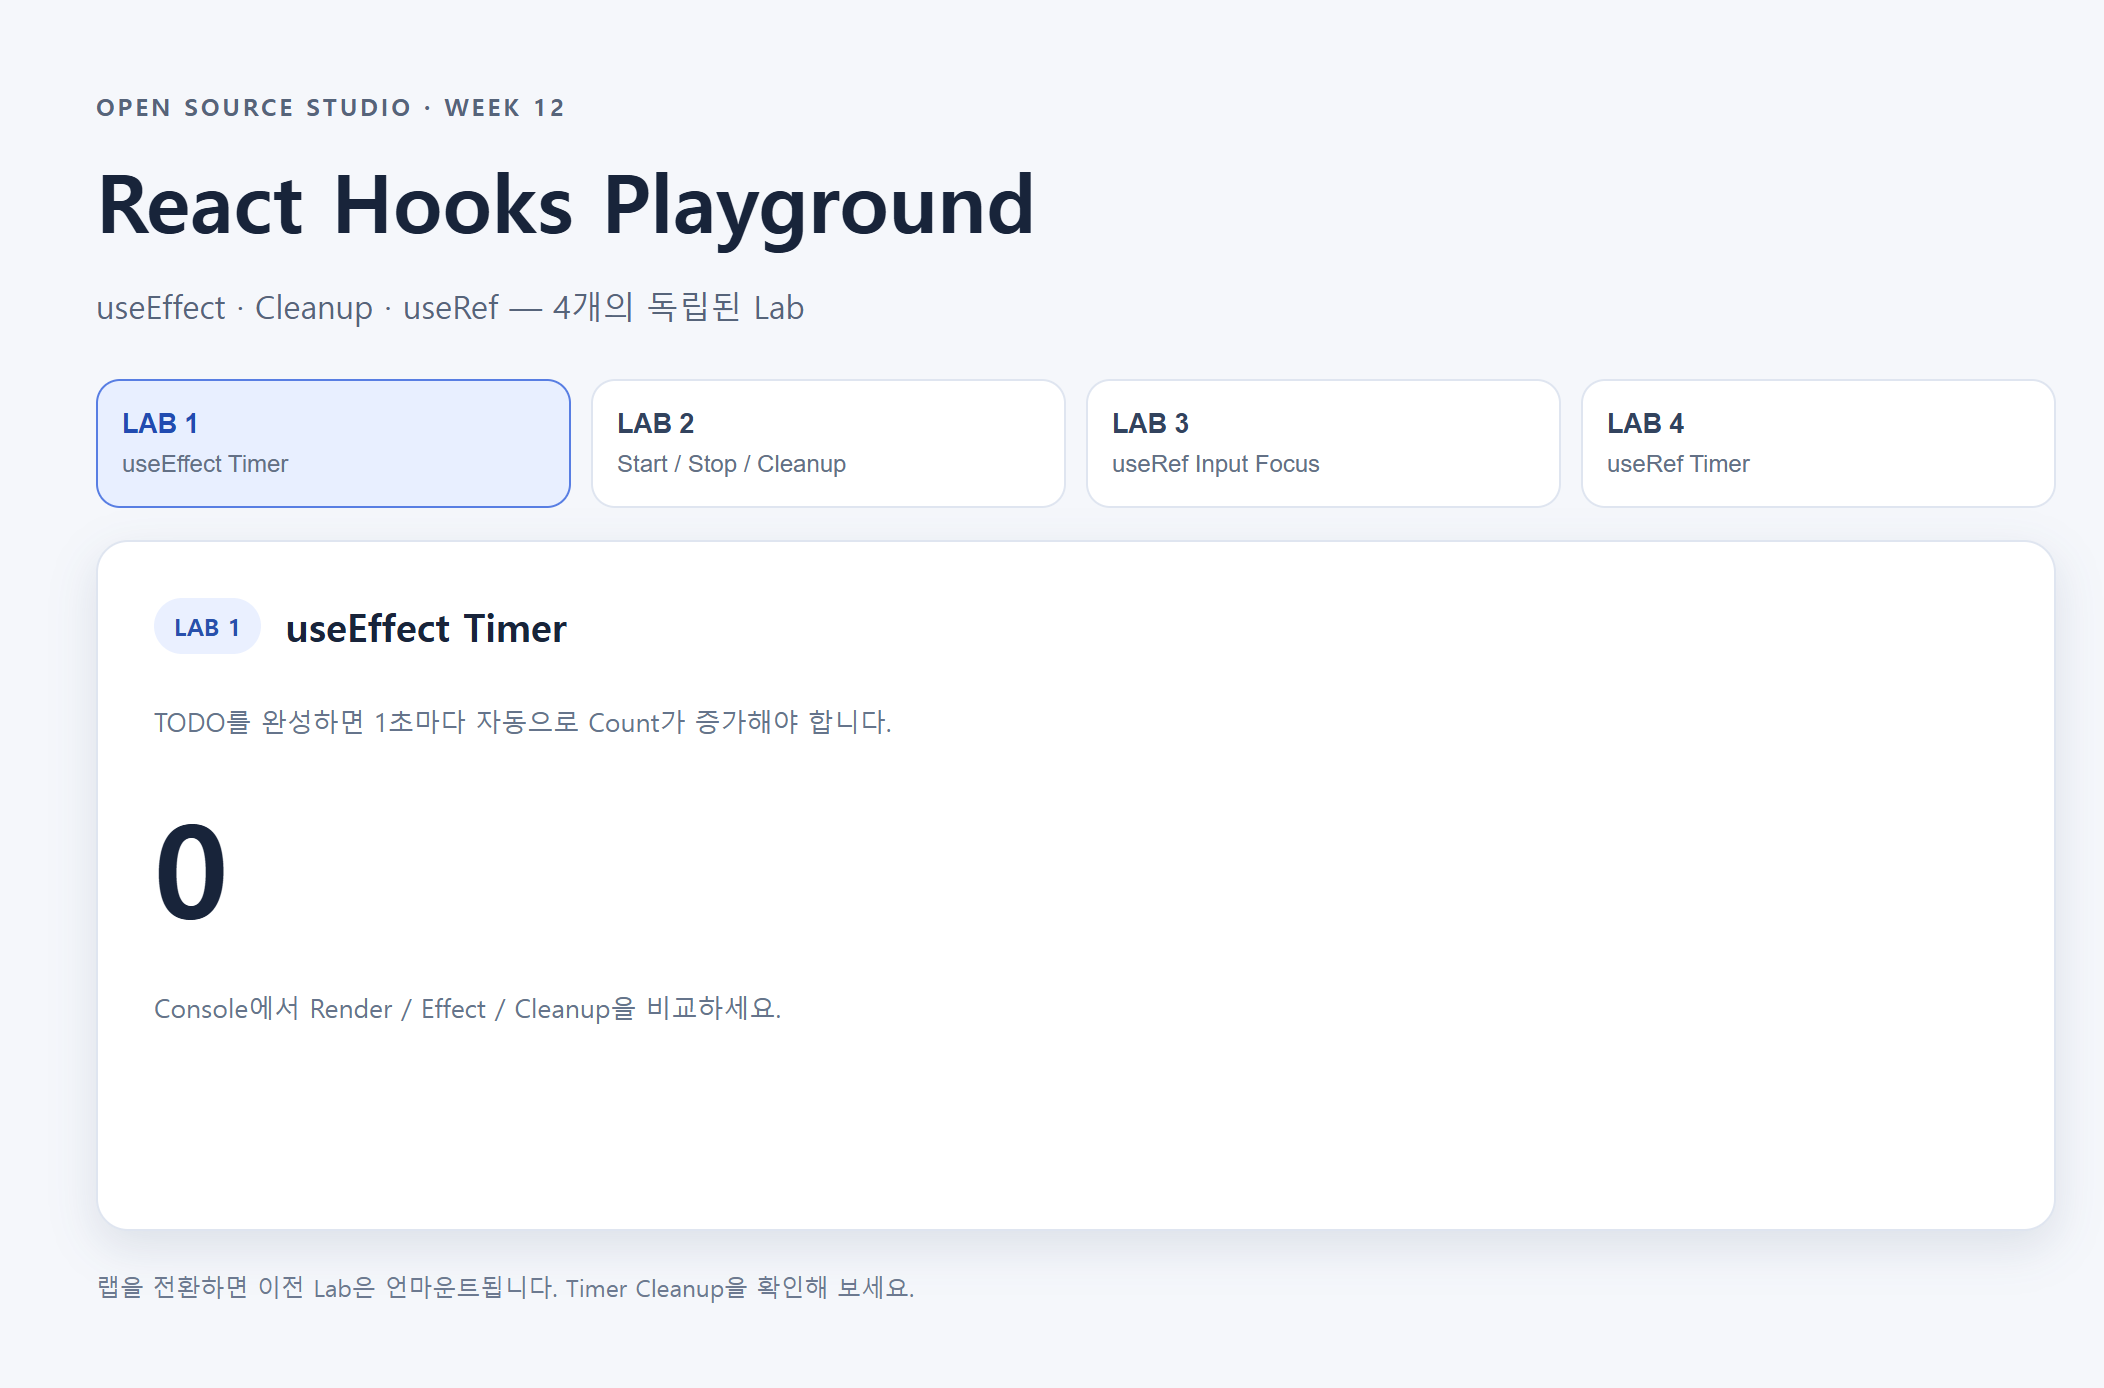 OPEN SOURCE STUDIO · WEEK 12
React Hooks Playground
useEffect · Cleanup · useRef — 4개의 독립된 Lab
LAB 1
useEffect Timer
LAB 2
Start / Stop / Cleanup
LAB 3
useRef Input Focus
LAB 4
useRef Timer
LAB 1 useEffect Timer
TODO를 완성하면 1초마다 자동으로 Count가 증가해야 합니다.
0
Console에서 Render / Effect / Cleanup을 비교하세요.
랩을 전환하면 이전 Lab은 언마운트됩니다. Timer Cleanup을 확인해 보세요.